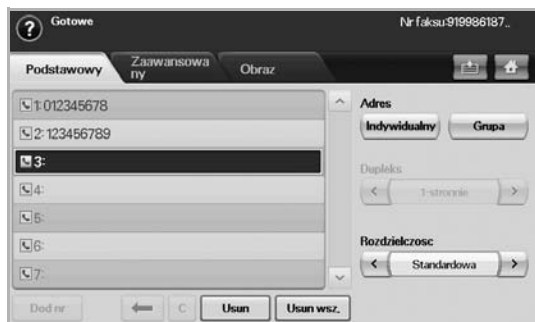 ?
Gotowe
Nr faksu:919986187..
Podstawowy
Zaawansowa
ny
Obraz
1: 012345678
2: 123456789
3:
4:
5:
6:
7:
Adres
Indywidualny Grupa
Dupleks
< 1-stronnie >
Rozdzielczosc
< Standardowa >
Dod nr C Usun Usun wsz.